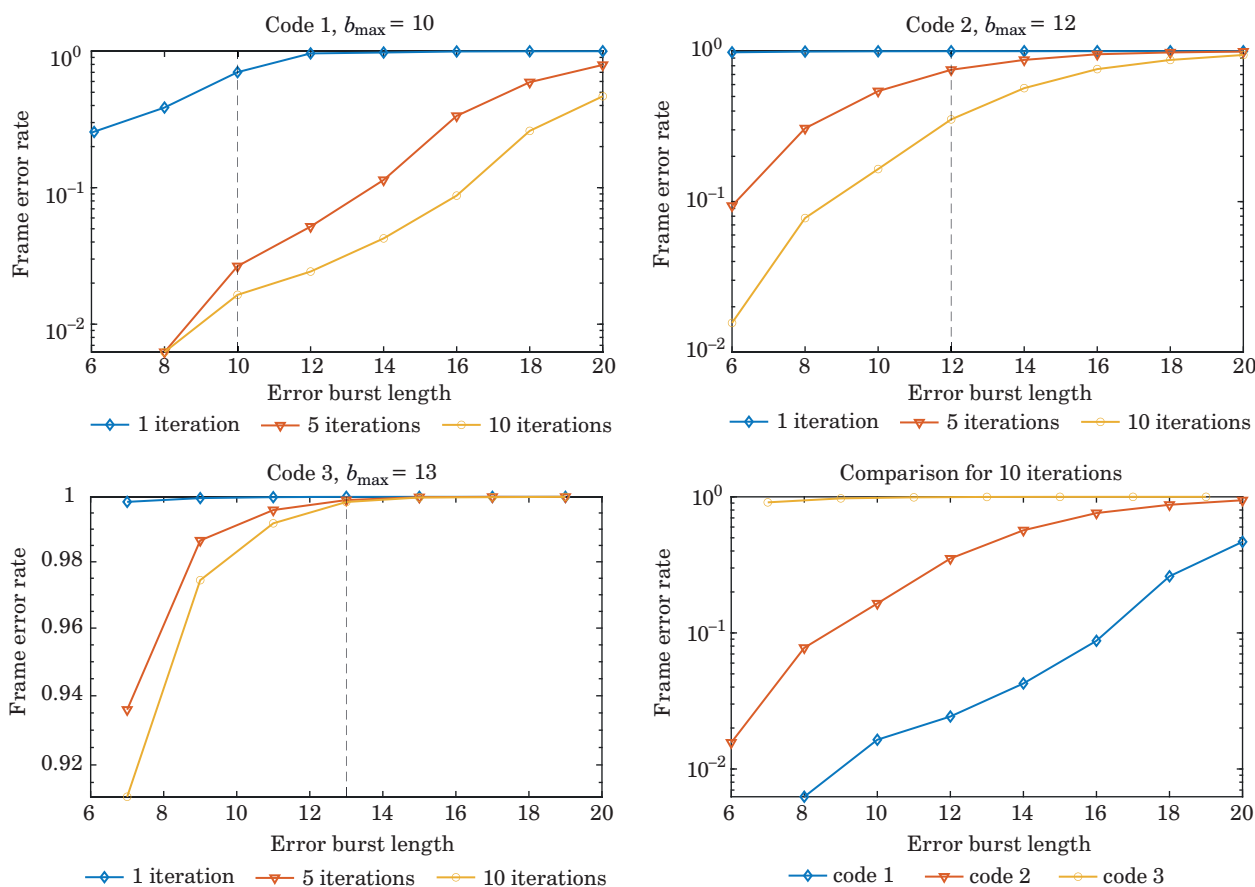 Code 1, b_max = 10
Frame error rate
10^0
10^-1
10^-2
6 8 10 12 14 16 18 20
Error burst length
1 iteration 5 iterations 10 iterations
Code 2, b_max = 12
Frame error rate
10^0
10^-1
10^-2
6 8 10 12 14 16 18 20
Error burst length
1 iteration 5 iterations 10 iterations
Code 3, b_max = 13
Frame error rate
1
0.98
0.96
0.94
0.92
6 8 10 12 14 16 18 20
Error burst length
1 iteration 5 iterations 10 iterations
Comparison for 10 iterations
Frame error rate
10^0
10^-1
10^-2
6 8 10 12 14 16 18 20
Error burst length
code 1 code 2 code 3